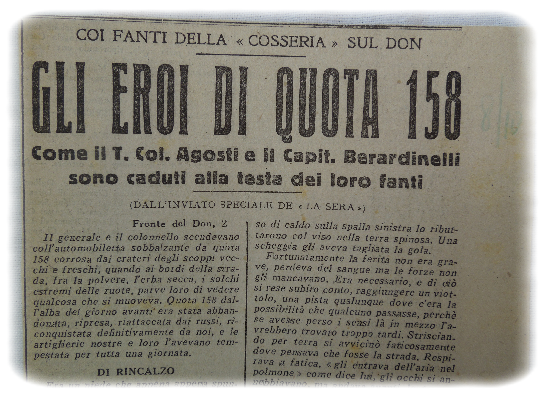 COI FANTI DELLA « COSSERIA » SUL DON
GLI EROI DI QUOTA 158
Come il T. Col. Agosti e il Capit. Berardinelli
sono caduti alla testa dei loro fanti
(DALL'INVIATO SPECIALE DE « LA SERA »)
Fronte del Don, 2
Il generale e il colonnello scendevano
coll'automobiletta sobbalzante da quota
158 corrosa dai crateri degli scoppi vec-
chi e freschi, quando ai bordi della stra-
da, fra la polvere, l'erba secca, i solchi
estremi delle ruote, parve loro di vedere
qualcosa che si muoveva. Quota 158 dal-
l'alba del giorno avanti era stata abban-
donata, ripresa, riattaccata dai russi, ri-
conquistata definitivamente da noi, e le
artiglierie nostre e loro l'avevano tem-
pestata per tutta una giornata.
DI RINCALZO
so di caldo sulla spalla sinistra lo ributtarono
col viso nella terra spinosa. Una
scheggia gli aveva tagliata la gola.
Fortunatamente la ferita non era gra-
ve, perdeva del sangue ma le forze non
gli mancavano. Era necessario, e di ciò
si rese subito conto, raggiungere un viot-
tolo, una pista qualunque dove c'era la
possibilità che qualcuno passasse, perchè
se avesse perso i sensi là in mezzo l'a-
vrebbero trovato troppo tardi. Striscian-
do per terra si avvicinò faticosamente
dove pensava che fosse la strada. Respi-
rava a fatica, « gli entrava dell'aria nel
polmone » come dice lui, gli occhi si an-